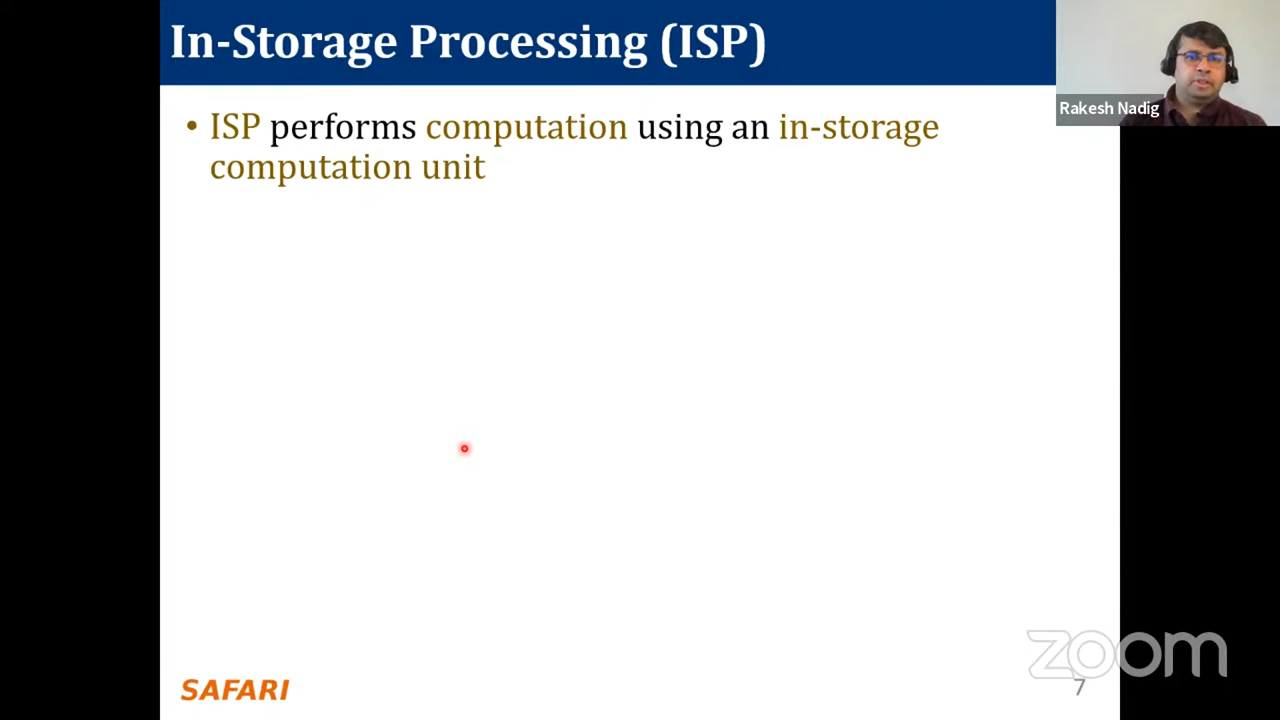 In-Storage Processing (ISP)
Rakesh Nadig
• ISP performs computation using an in-storage
computation unit
zoom
SAFARI
7